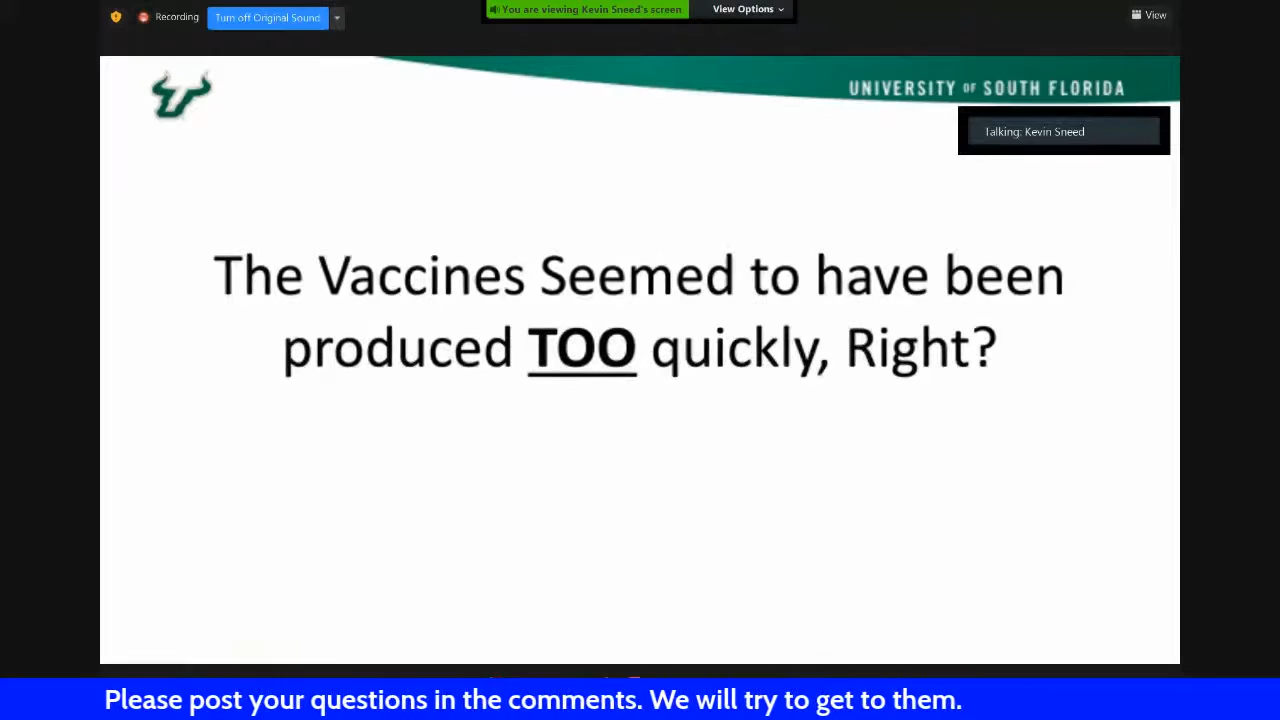 Recording
Turn off Original Sound
You are viewing Kevin Sneed's screen
View Options
View
UNIVERSITY OF SOUTH FLORIDA
Talking: Kevin Sneed
The Vaccines Seemed to have been
produced TOO quickly, Right?
Please post your questions in the comments. We will try to get to them.